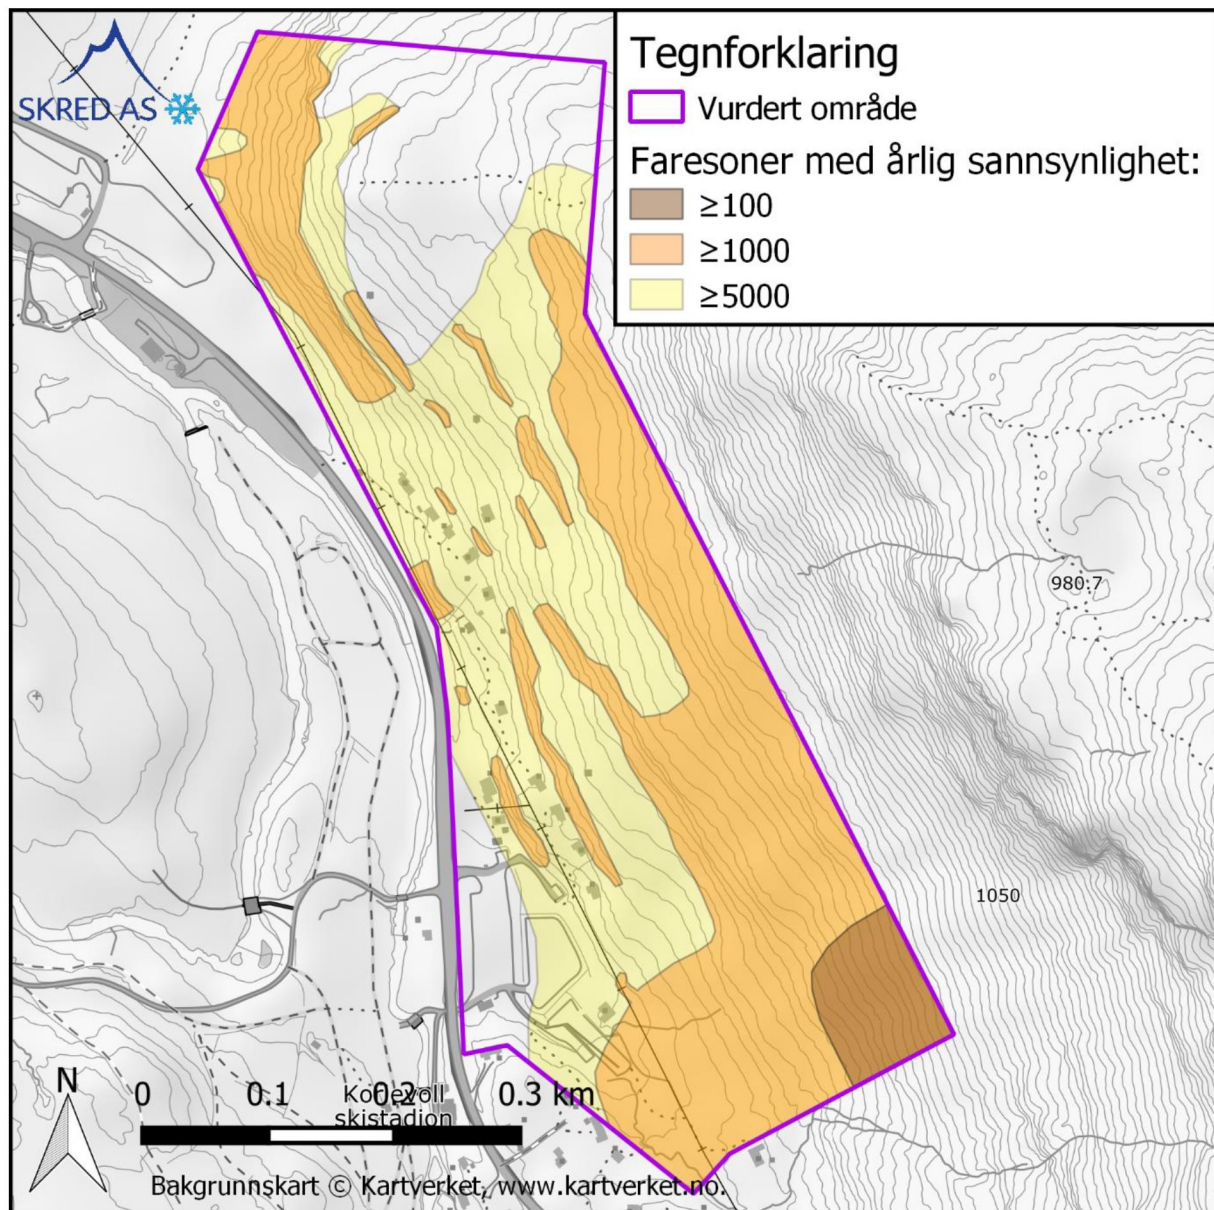 SKRED AS
Tegnforklaring
Vurdert område
Faresoner med årlig sannsynlighet:
≥100
≥1000
≥5000
980.7
1050
N
0 0.1 0.2 0.3 km
skistadion
Bakgrunnskart © Kartverket, www.kartverket.no.